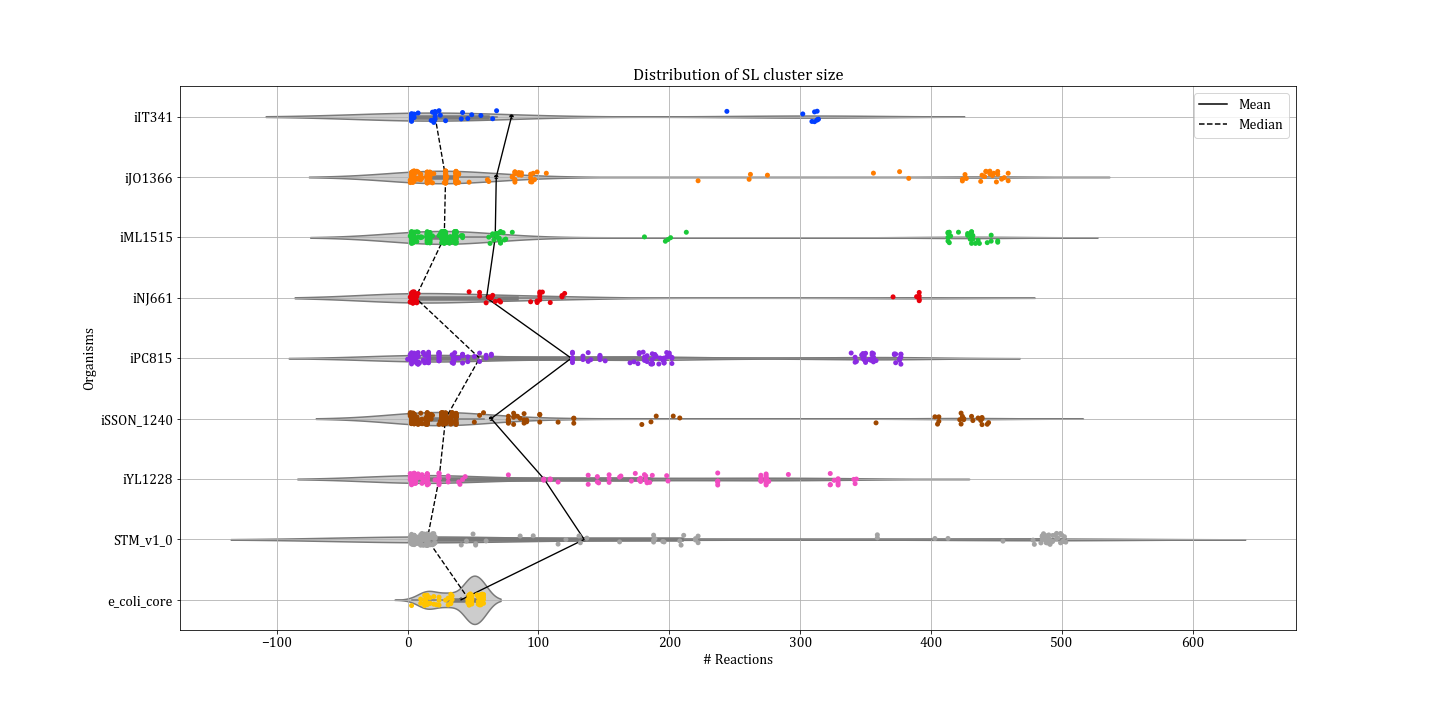 Distribution of SL cluster size
Mean
Median
iIT341
iJO1366
iML1515
iNJ661
iPC815
iSSON_1240
iYL1228
STM_v1_0
e_coli_core
Organisms
−100
0
100
200
300
400
500
600
# Reactions